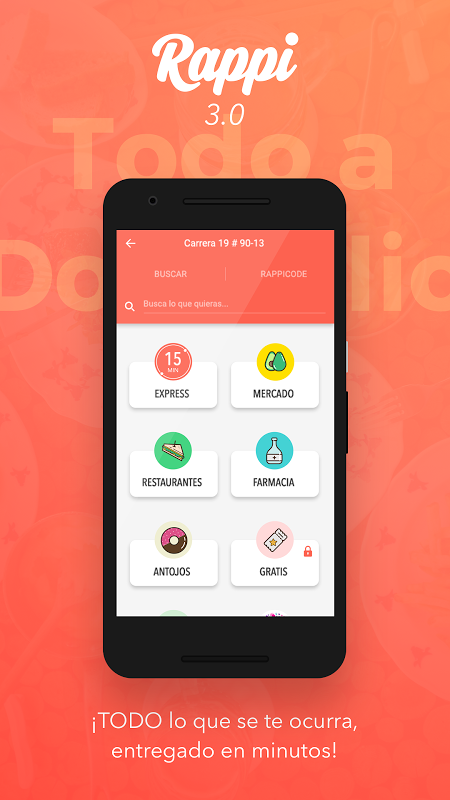 Rappi
3.0
Todo a
Do lio
Carrera 19 # 90-13
BUSCAR
RAPPICODE
Busca lo que quieras...
15
MIN
EXPRESS
MERCADO
RESTAURANTES
FARMACIA
ANTOJOS
GRATIS
¡TODO lo que se te ocurra,
entregado en minutos!